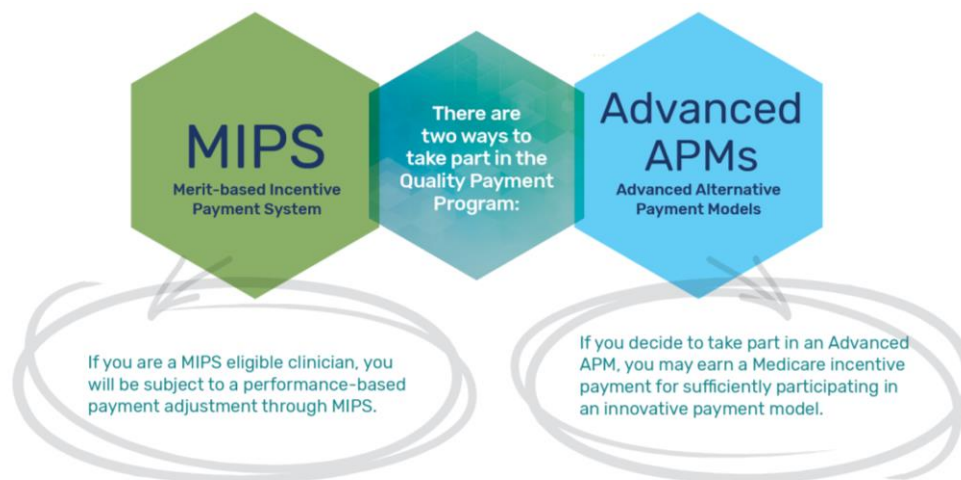 MIPS
Merit-based Incentive
Payment System
There are
two ways to
take part in the
Quality Payment
Program:
Advanced
APMs
Advanced Alternative
Payment Models
If you are a MIPS eligible clinician, you
will be subject to a performance-based
payment adjustment through MIPS.
If you decide to take part in an Advanced
APM, you may earn a Medicare incentive
payment for sufficiently participating in
an innovative payment model.